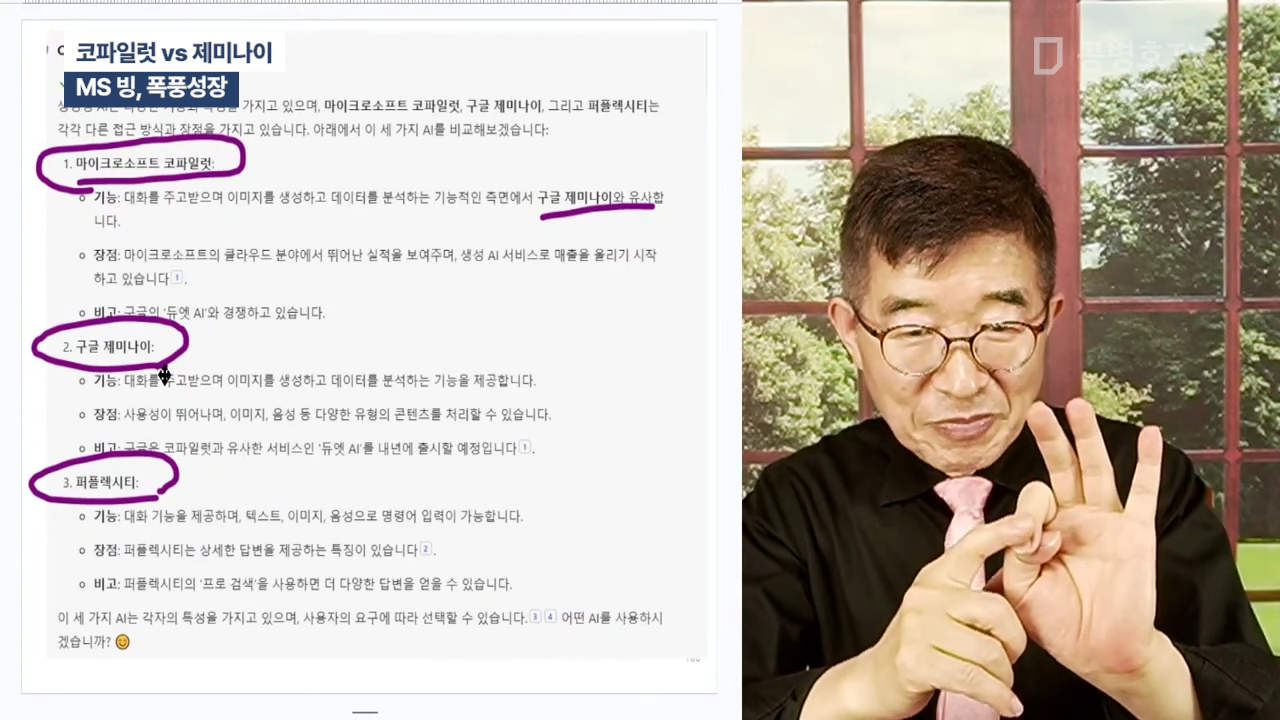 코파일럿 vs 제미나이
MS 빙, 폭풍성장
가지고 있으며, 마이크로소프트 코파일럿, 구글 제미나이, 그리고 퍼플렉시티는
각각 다른 접근 방식과 장점을 가지고 있습니다. 아래에서 이 세 가지 AI를 비교해보겠습니다:
1. 마이크로소프트 코파일럿:
기능: 대화를 주고받으며 이미지를 생성하고 데이터를 분석하는 기능적인 측면에서 구글 제미나이와 유사합
니다.
장점: 마이크로소프트의 클라우드 분야에서 뛰어난 실적을 보여주며, 생성 AI 서비스로 매출을 올리기 시작
하고 있습니다 1 .
비고: 구글의 '듀엣 AI'와 경쟁하고 있습니다.
2. 구글 제미나이:
기능: 대화를 주고받으며 이미지를 생성하고 데이터를 분석하는 기능을 제공합니다.
장점: 사용성이 뛰어나며, 이미지, 음성 등 다양한 유형의 콘텐츠를 처리할 수 있습니다.
비고: 구글은 코파일럿과 유사한 서비스인 '듀엣 AI'를 내년에 출시할 예정입니다 1 .
3. 퍼플렉시티:
기능: 대화 기능을 제공하며, 텍스트, 이미지, 음성으로 명령어 입력이 가능합니다.
장점: 퍼플렉시티는 상세한 답변을 제공하는 특징이 있습니다 2 .
비고: 퍼플렉시티의 '프로 검색'을 사용하면 더 다양한 답변을 얻을 수 있습니다.
이 세 가지 AI는 각자의 특성을 가지고 있으며, 사용자의 요구에 따라 선택할 수 있습니다. 3 4 어떤 AI를 사용하시
겠습니까? 😊